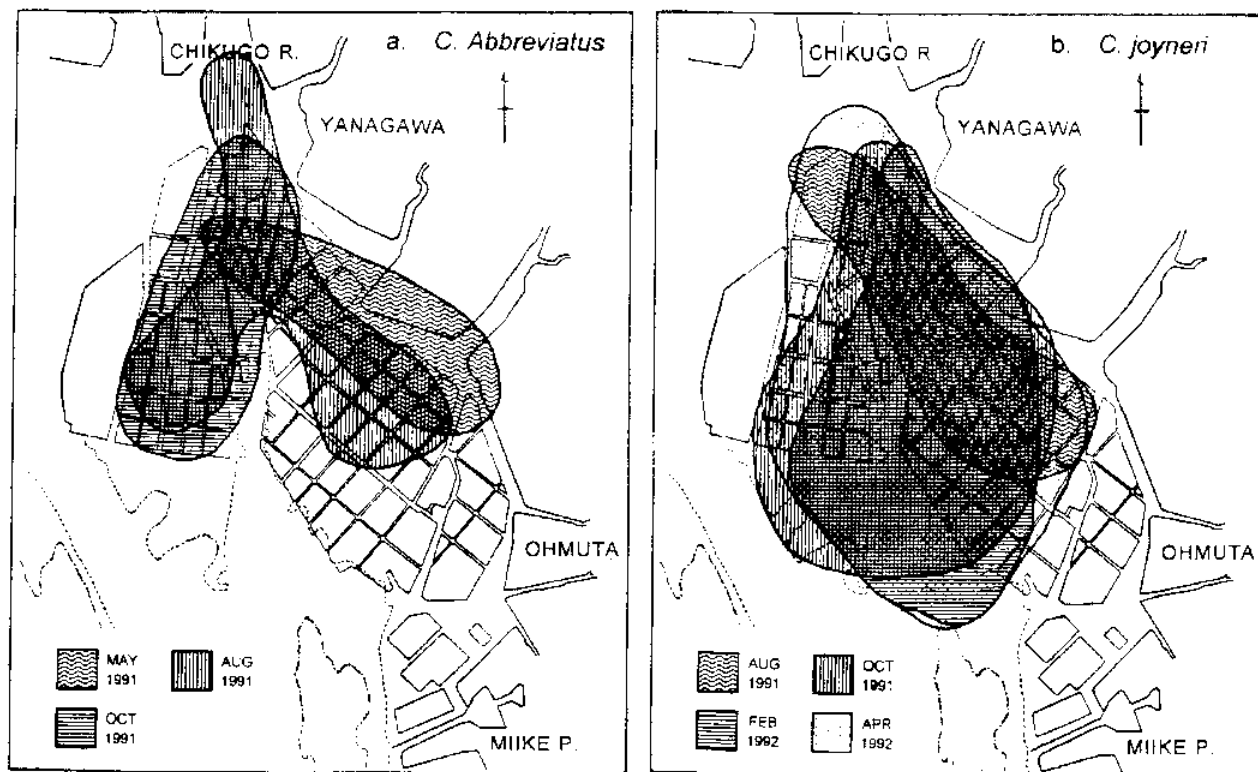 a. C. Abbreviatus
CHIKUGO R.
YANAGAWA
OHMUTA
MIIKE P.
MAY
1991
AUG
1991
OCT
1991
b. C. joyneri
CHIKUGO R
YANAGAWA
OHMUTA
MIIKE P.
AUG
1991
OCT
1991
FEB
1992
APR
1992